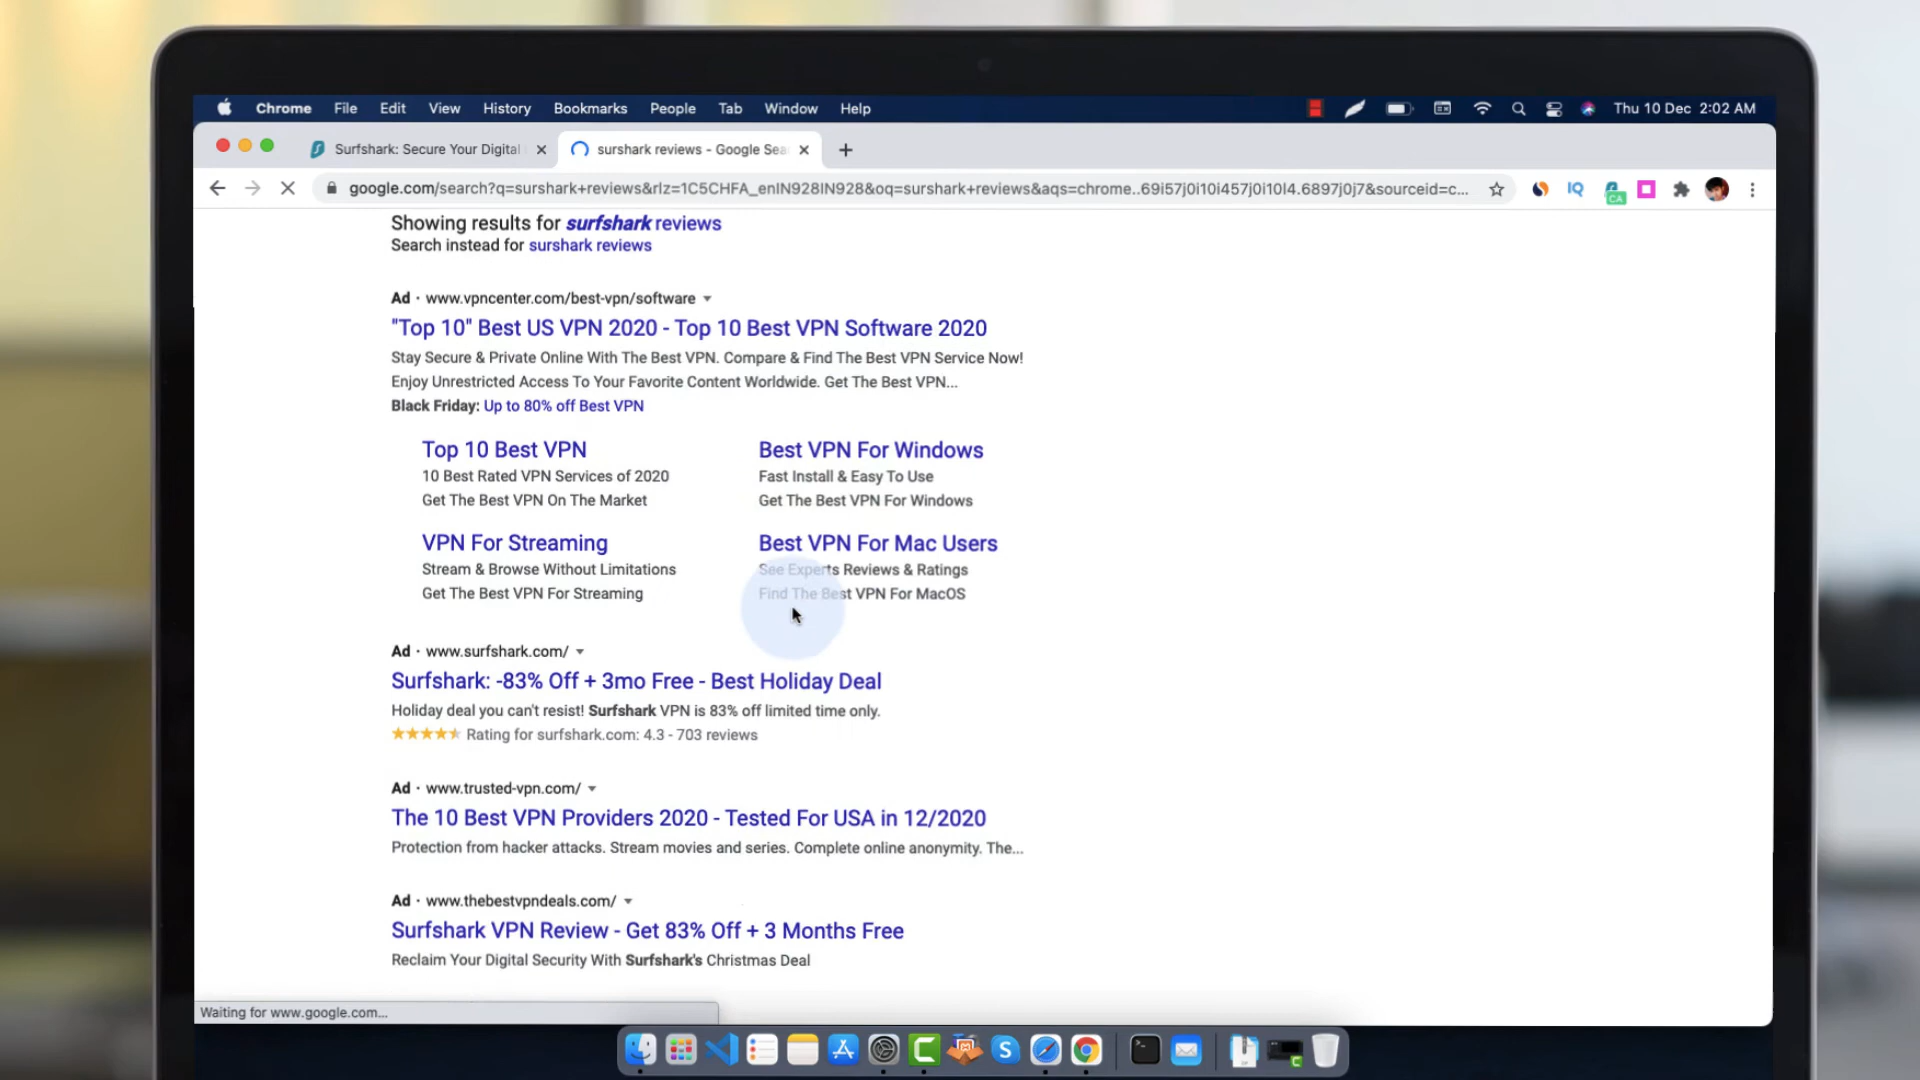 Chrome File Edit View History Bookmarks People Tab Window Help Thu 10 Dec 2:02 AM
Surfshark: Secure Your Digital surshark reviews - Google Sea
google.com/search?q=surshark+reviews&rlz=1C5CHFA_enIN928IN928&oq=surshark+reviews&aqs=chrome..69i57j0i10i457j0i10l4.6897j0j7&sourceid=c...
IQ
CA
Showing results for surfshark reviews
Search instead for surshark reviews
Ad · www.vpncenter.com/best-vpn/software
"Top 10" Best US VPN 2020 - Top 10 Best VPN Software 2020
Stay Secure & Private Online With The Best VPN. Compare & Find The Best VPN Service Now!
Enjoy Unrestricted Access To Your Favorite Content Worldwide. Get The Best VPN...
Black Friday: Up to 80% off Best VPN
Top 10 Best VPN
10 Best Rated VPN Services of 2020
Get The Best VPN On The Market
Best VPN For Windows
Fast Install & Easy To Use
Get The Best VPN For Windows
VPN For Streaming
Stream & Browse Without Limitations
Get The Best VPN For Streaming
Best VPN For Mac Users
See Experts Reviews & Ratings
Find The Best VPN For MacOS
Ad · www.surfshark.com/
Surfshark: -83% Off + 3mo Free - Best Holiday Deal
Holiday deal you can't resist! Surfshark VPN is 83% off limited time only.
Rating for surfshark.com: 4.3 - 703 reviews
Ad · www.trusted-vpn.com/
The 10 Best VPN Providers 2020 - Tested For USA in 12/2020
Protection from hacker attacks. Stream movies and series. Complete online anonymity. The...
Ad · www.thebestvpndeals.com/
Surfshark VPN Review - Get 83% Off + 3 Months Free
Reclaim Your Digital Security With Surfshark's Christmas Deal
Waiting for www.google.com...